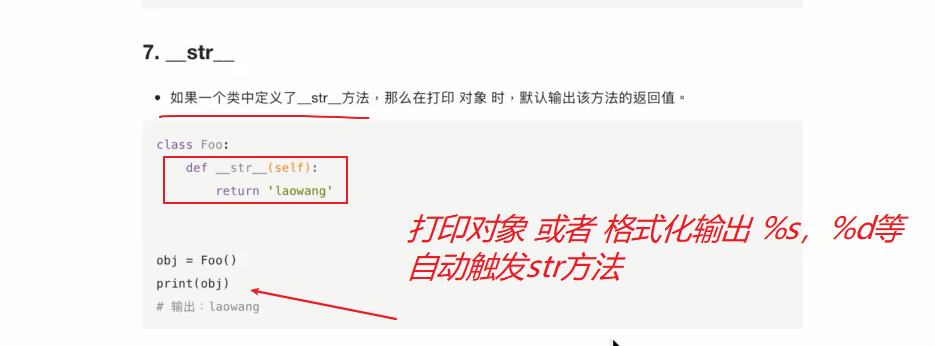 7. __str__
• 如果一个类中定义了__str__方法，那么在打印 对象 时，默认输出该方法的返回值。
class Foo:
    def __str__(self):
        return 'laowang'
打印对象 或者 格式化输出 %s，%d等
自动触发str方法
obj = Foo()
print(obj)
# 输出：laowang